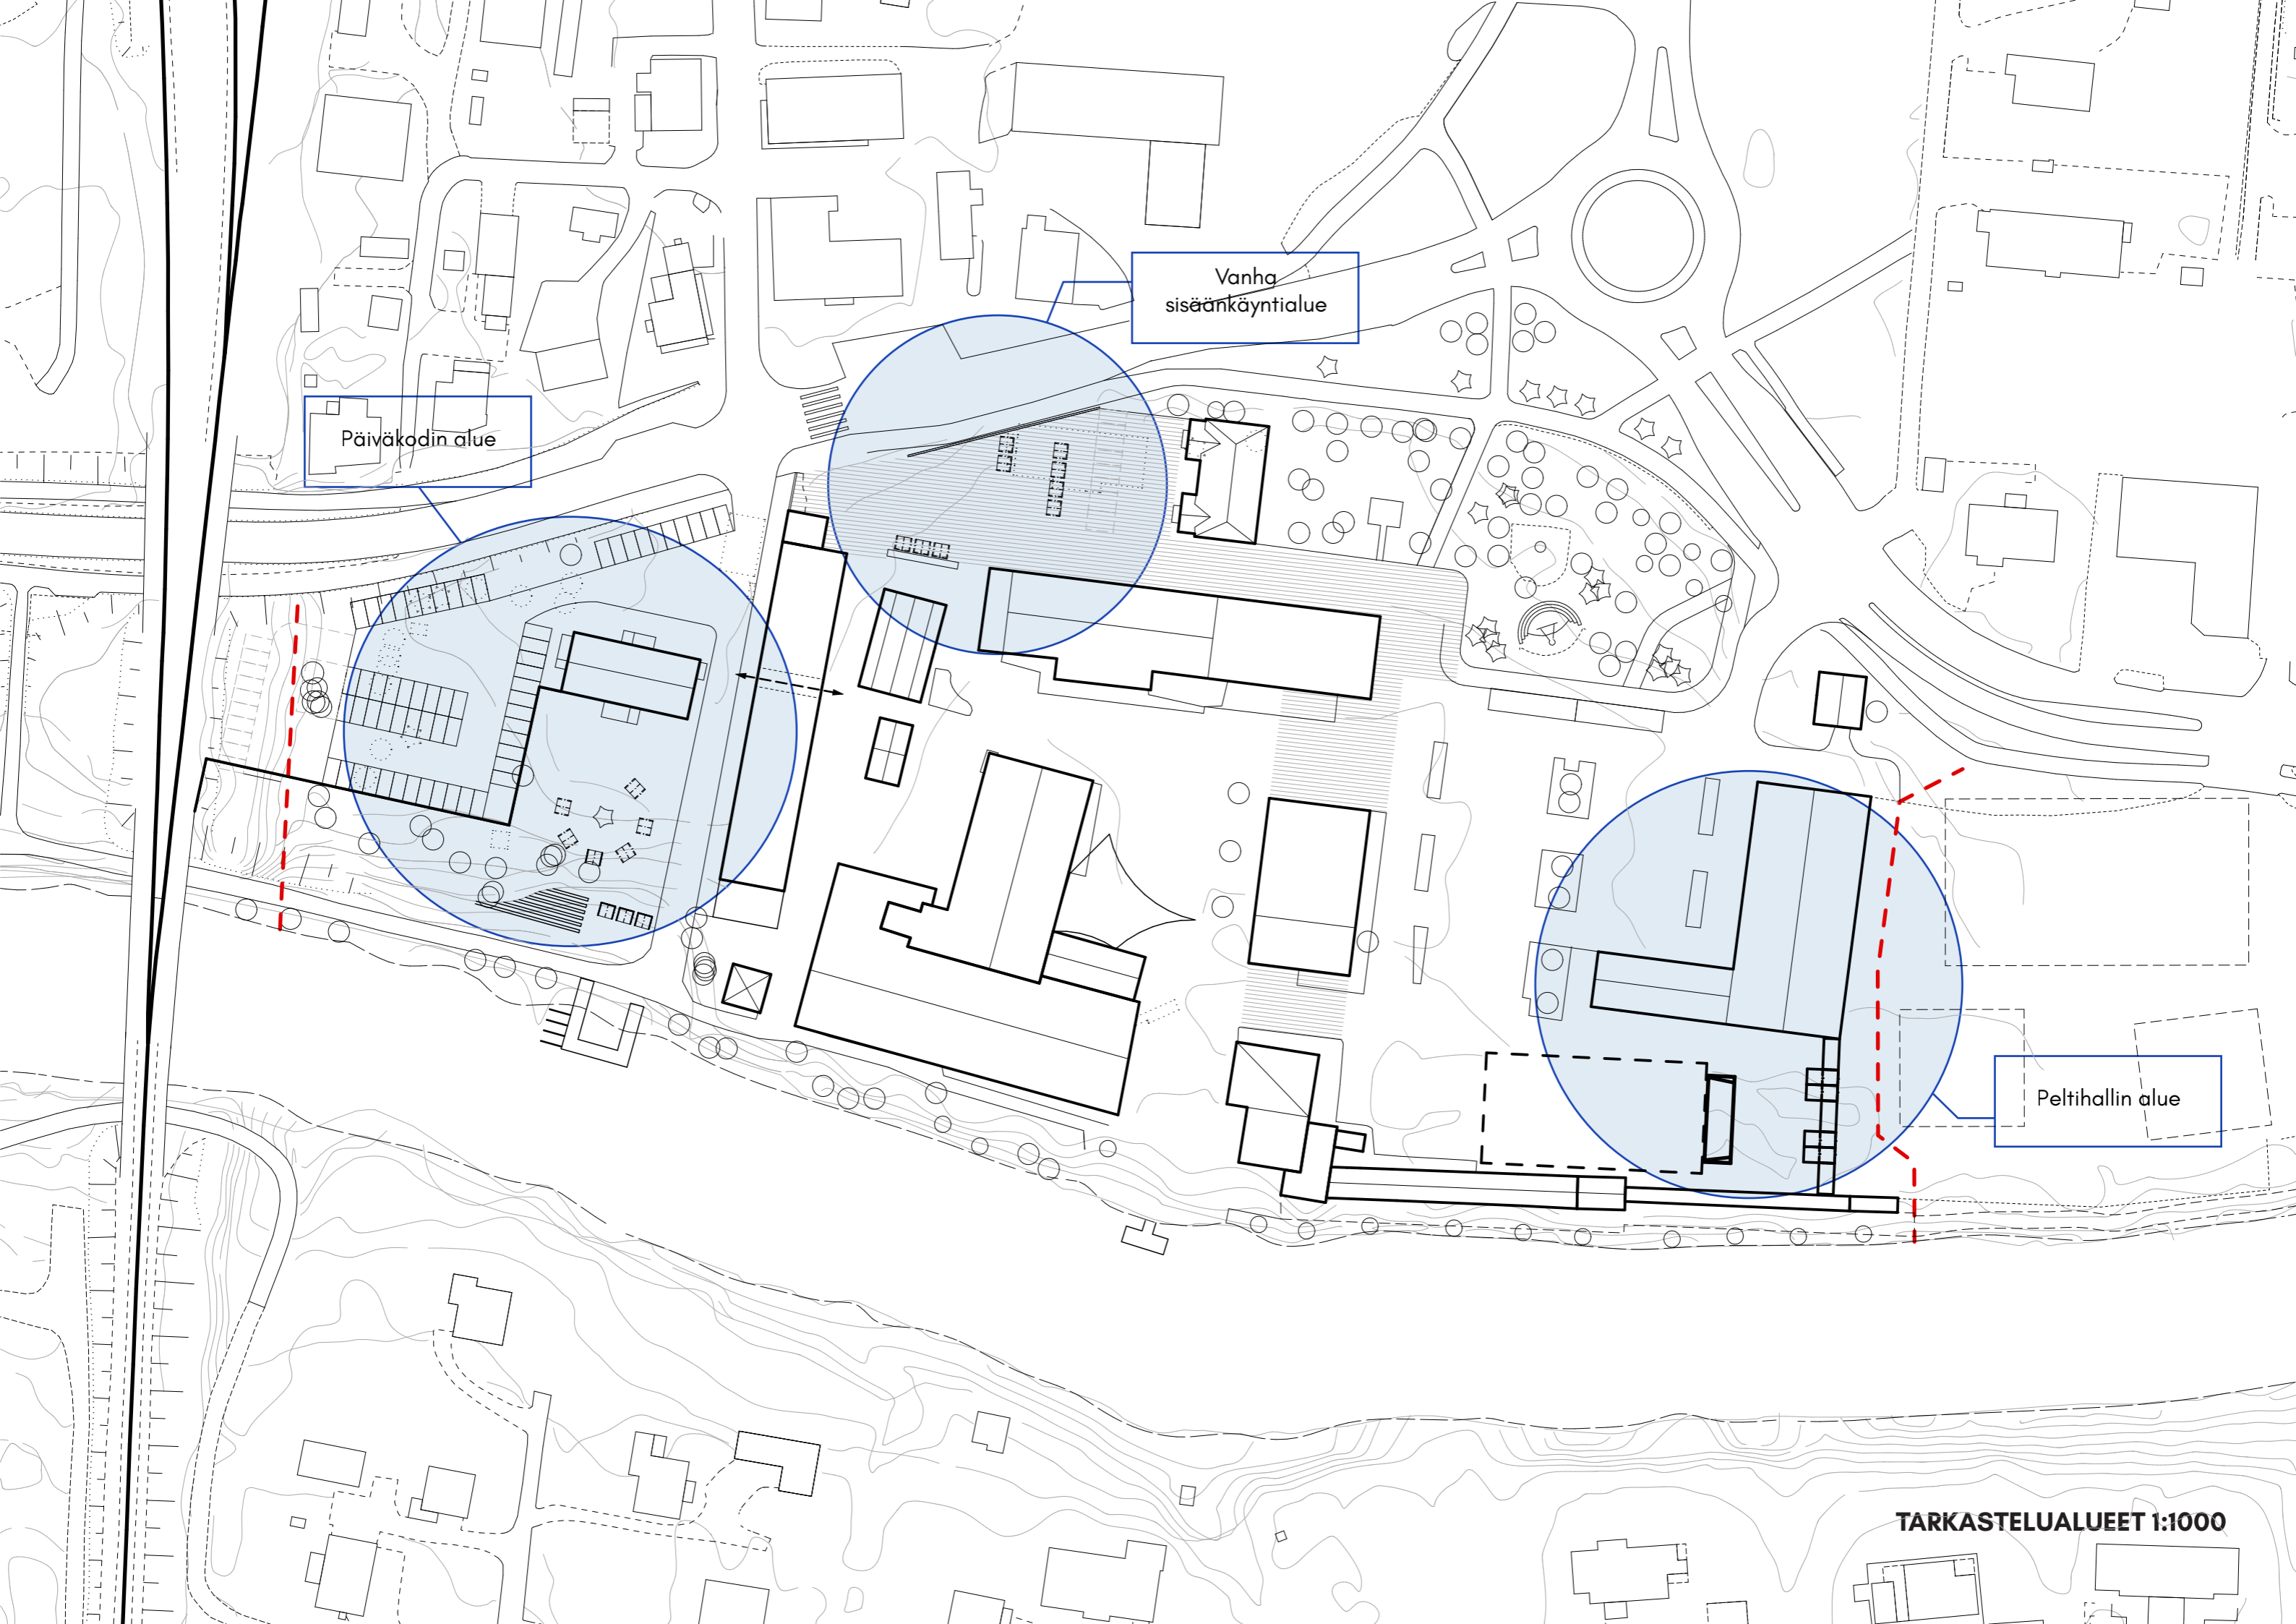 Vanha
sisäänkäyntialue
Päiväkodin alue
Peltihallin alue
TARKASTELUALUEET 1:1000